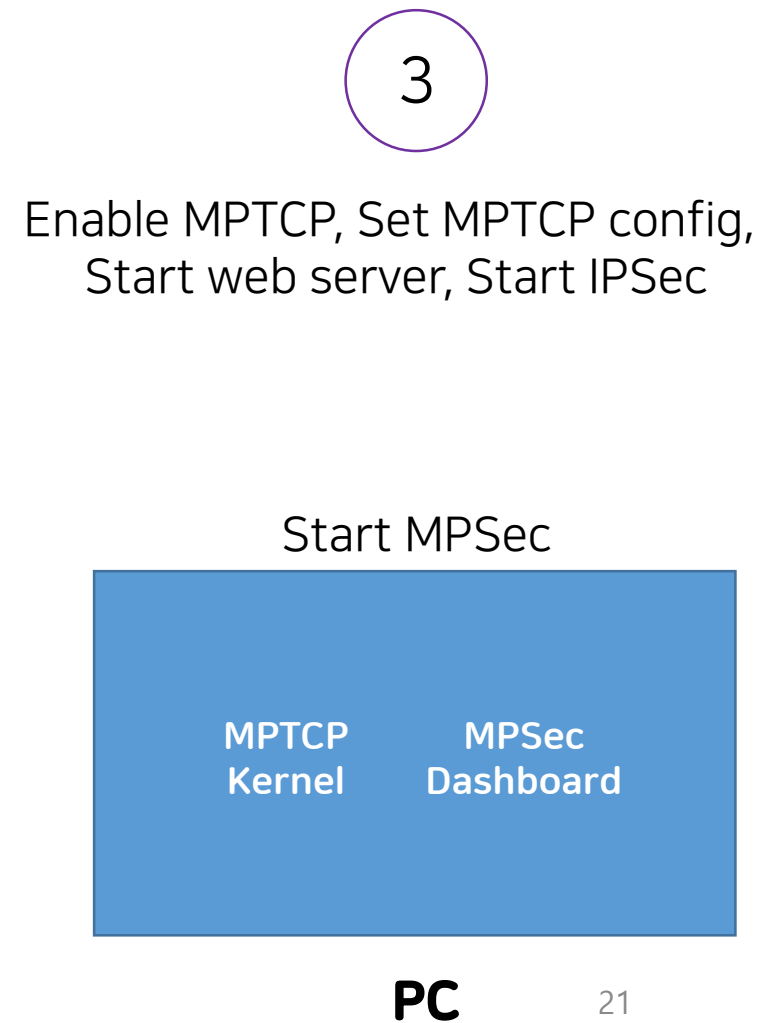 3
Enable MPTCP, Set MPTCP config,
Start web server, Start IPSec
Start MPSec
MPTCP
Kernel
MPSec
Dashboard
PC
21